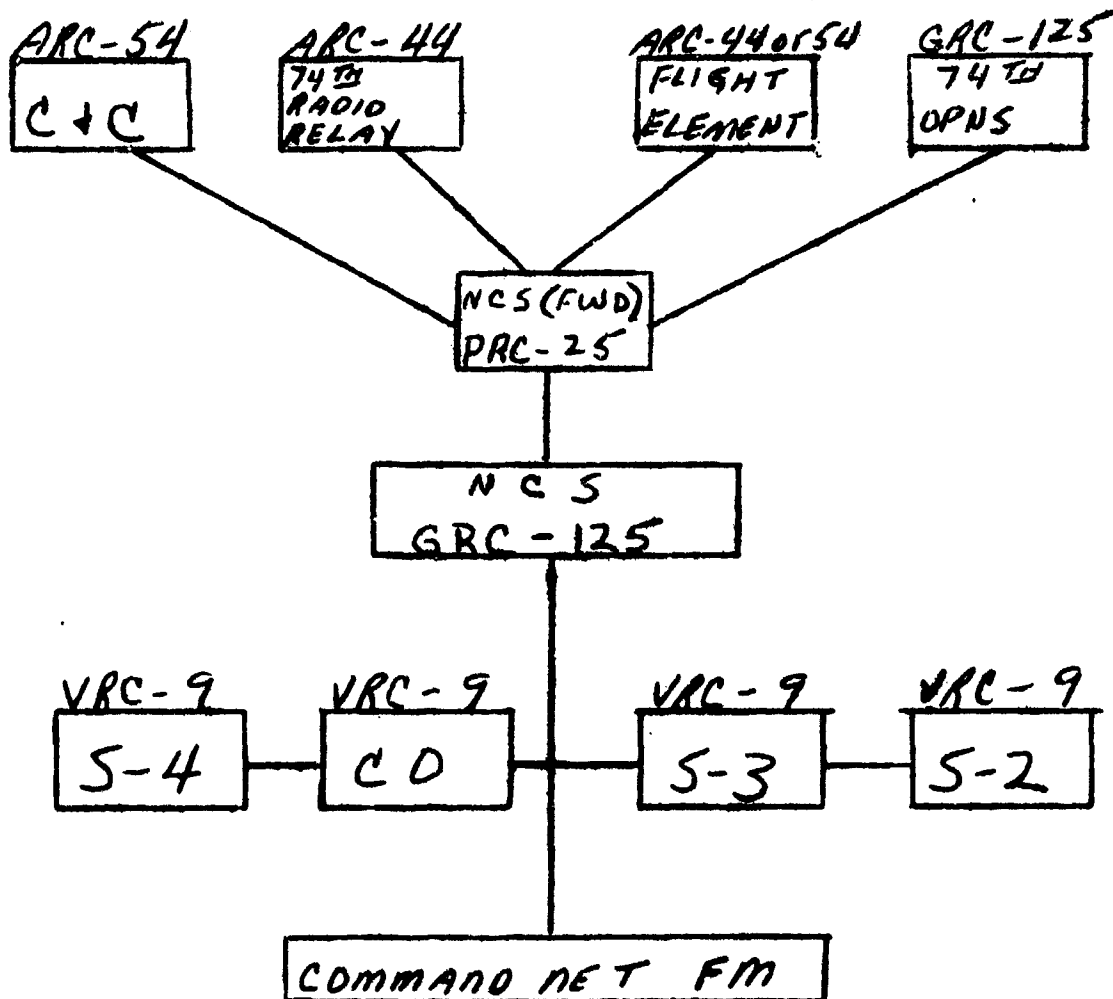 ARC-54
ARC-44
ARC-44 or 54
GRC-125
C + C
74TH
RADIO
RELAY
FLIGHT
ELEMENT
74TH
OPNS
NCS (FWD)
PRC-25
NCS
GRC-125
VRC-9
VRC-9
VRC-9
VRC-9
S-4
CO
S-3
S-2
COMMAND NET FM